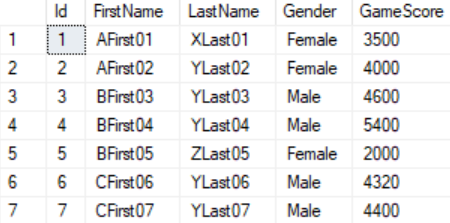 Id FirstName LastName Gender GameScore
1 1 AFirst01 XLast01 Female 3500
2 2 AFirst02 YLast02 Female 4000
3 3 BFirst03 YLast03 Male 4600
4 4 BFirst04 YLast04 Male 5400
5 5 BFirst05 ZLast05 Female 2000
6 6 CFirst06 YLast06 Male 4320
7 7 CFirst07 YLast07 Male 4400